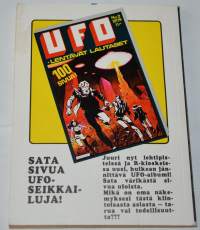 UFO
-LENTÄVÄT LAUTASET
100
SIVUA
SATA
SIVUA
UFO-
SEIKKAI-
LUJA!
Juuri nyt lehtipis-
teissä ja R-kioskeis-
sa uusi, huikean jän-
nittävä UFO-albumi!
Sata värikästä si-
vua ufoista.
Mikä on oma näke-
myksesi tästä kiin-
toisasta asiasta — ta-
rua vai todellisuut-
ta???